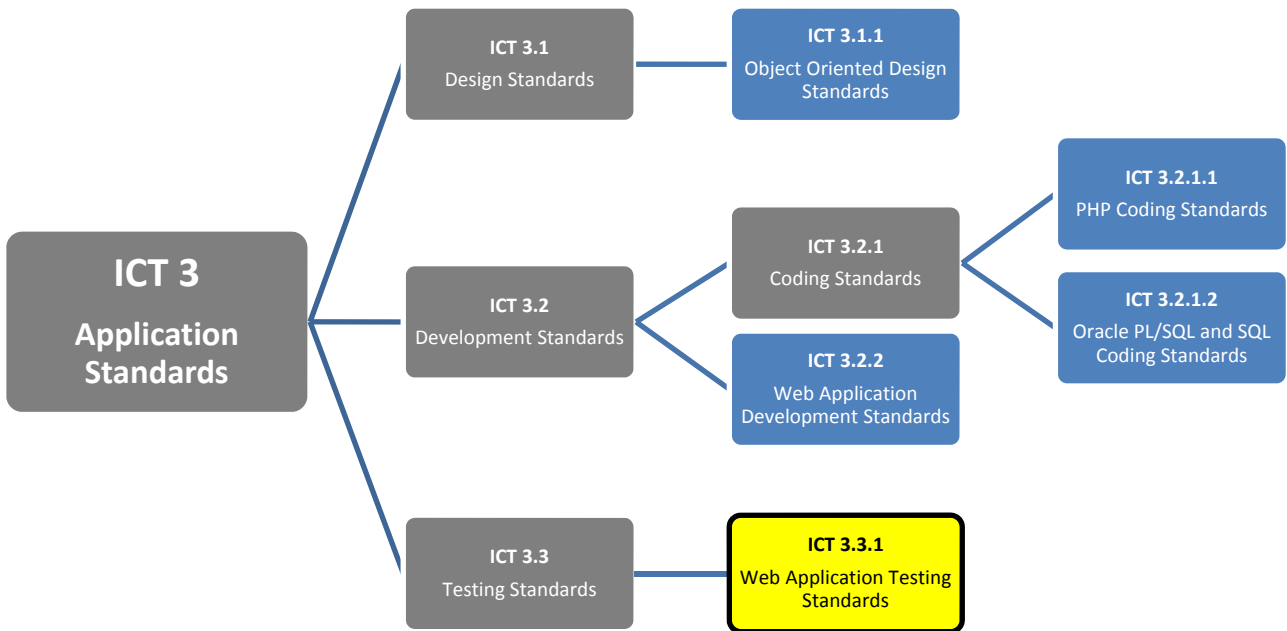 ICT 3
Application
Standards
ICT 3.1
Design Standards
ICT 3.1.1
Object Oriented Design
Standards
ICT 3.2
Development Standards
ICT 3.2.1
Coding Standards
ICT 3.2.1.1
PHP Coding Standards
ICT 3.2.1.2
Oracle PL/SQL and SQL
Coding Standards
ICT 3.2.2
Web Application
Development Standards
ICT 3.3
Testing Standards
ICT 3.3.1
Web Application Testing
Standards